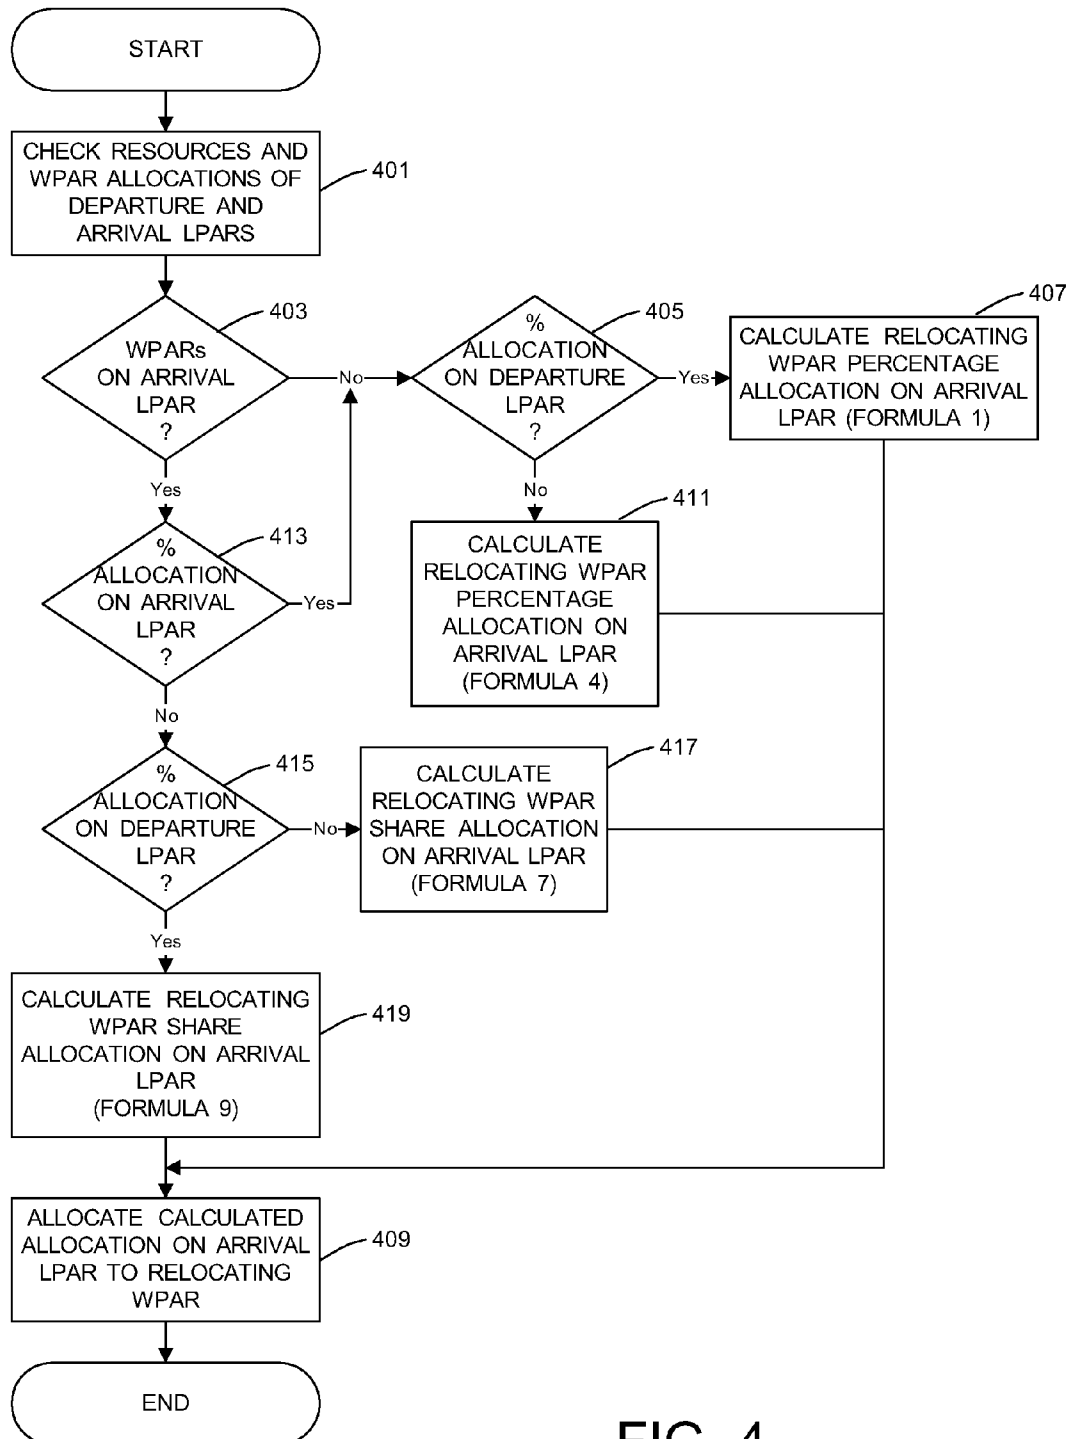 START
CHECK RESOURCES AND
WPAR ALLOCATIONS OF
DEPARTURE AND
ARRIVAL LPARS
401
WPARs
ON ARRIVAL
LPAR
?
403
No
%
ALLOCATION
ON DEPARTURE
LPAR
?
405
Yes
CALCULATE RELOCATING
WPAR PERCENTAGE
ALLOCATION ON ARRIVAL
LPAR (FORMULA 1)
407
Yes
No
%
ALLOCATION
ON ARRIVAL
LPAR
?
413
Yes
CALCULATE
RELOCATING WPAR
PERCENTAGE
ALLOCATION ON
ARRIVAL LPAR
(FORMULA 4)
411
No
%
ALLOCATION
ON DEPARTURE
LPAR
?
415
No
CALCULATE
RELOCATING WPAR
SHARE ALLOCATION
ON ARRIVAL LPAR
(FORMULA 7)
417
Yes
CALCULATE RELOCATING
WPAR SHARE
ALLOCATION ON ARRIVAL
LPAR
(FORMULA 9)
419
ALLOCATE CALCULATED
ALLOCATION ON ARRIVAL
LPAR TO RELOCATING
WPAR
409
END
FIG. 4